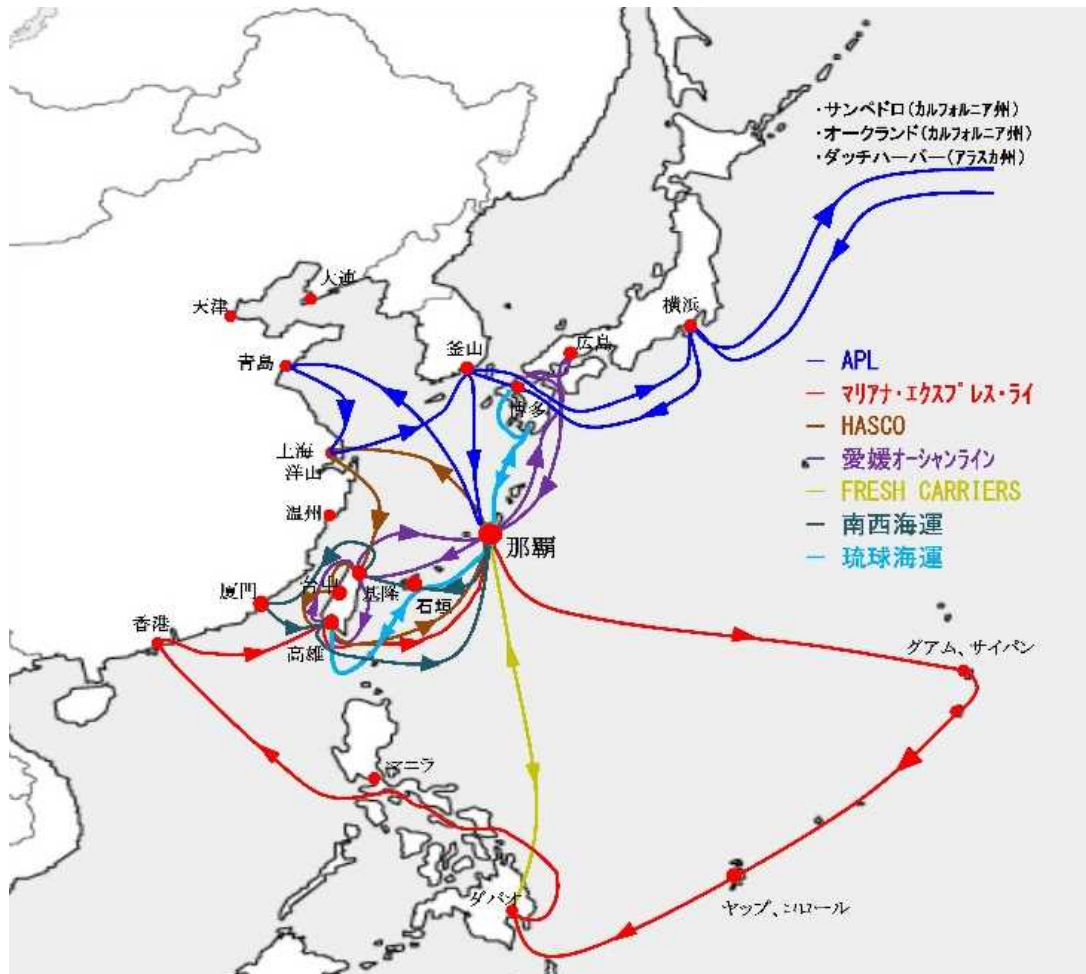 ・サンペドロ(カルフォルニア州)
・オークランド(カルフォルニア州)
・ダッチハーバー(アラスカ州)
大連
天津
横浜
広島
釜山
青島
APL
マリアナ・エクスプレス・ライ
博多
HASCO
上海
洋山
愛媛オーシャンライン
FRESH CARRIERS
温州
南西海運
那覇
琉球海運
台中
基隆
石垣
厦門
香港
高雄
グアム、サイパン
マニラ
ダバオ
ヤップ、コロール